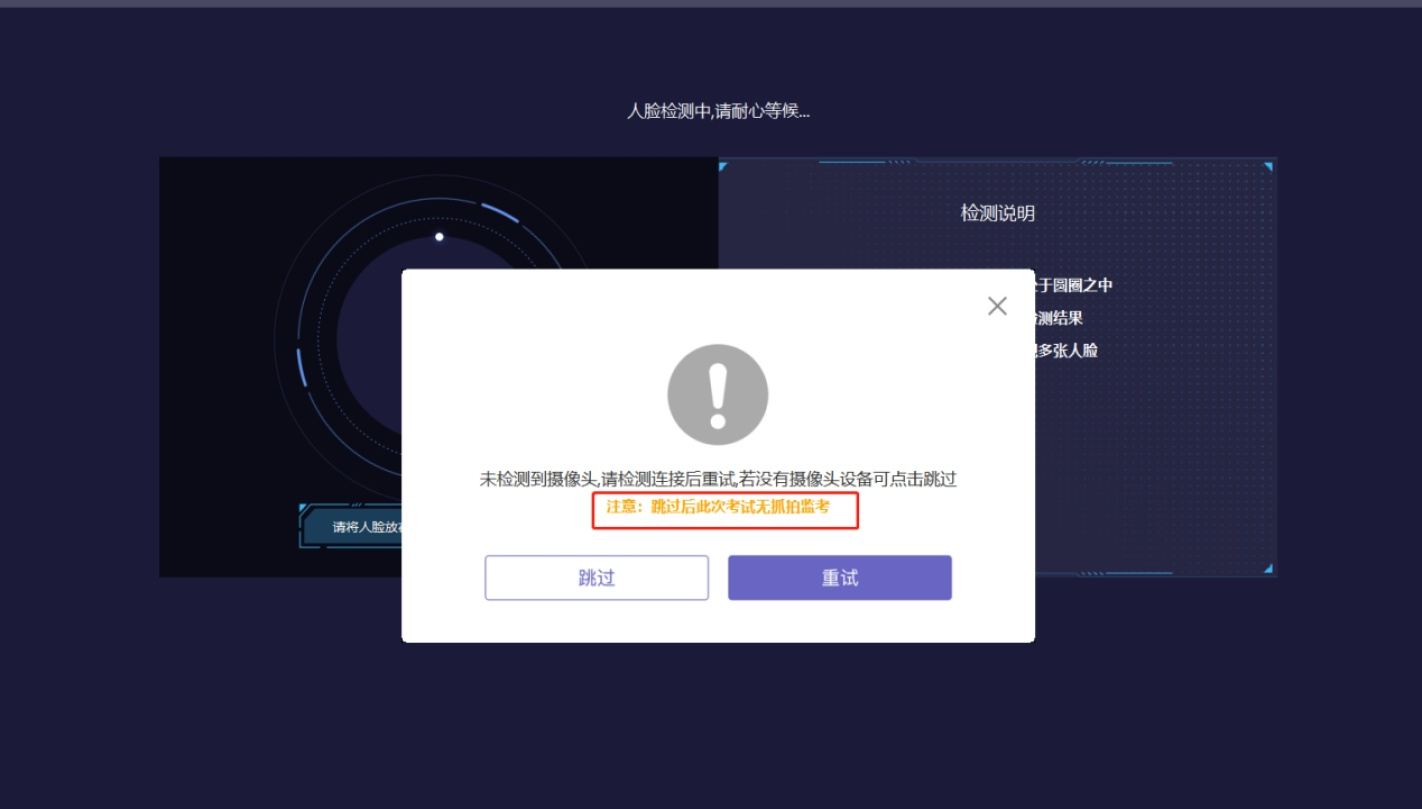 人脸检测中,请耐心等候...
检测说明
于圆圈之中
测结果
多张人脸
未检测到摄像头,请检测连接后重试,若没有摄像头设备可点击跳过
注意：跳过后此次考试无抓拍监考
请将人脸放
跳过
重试